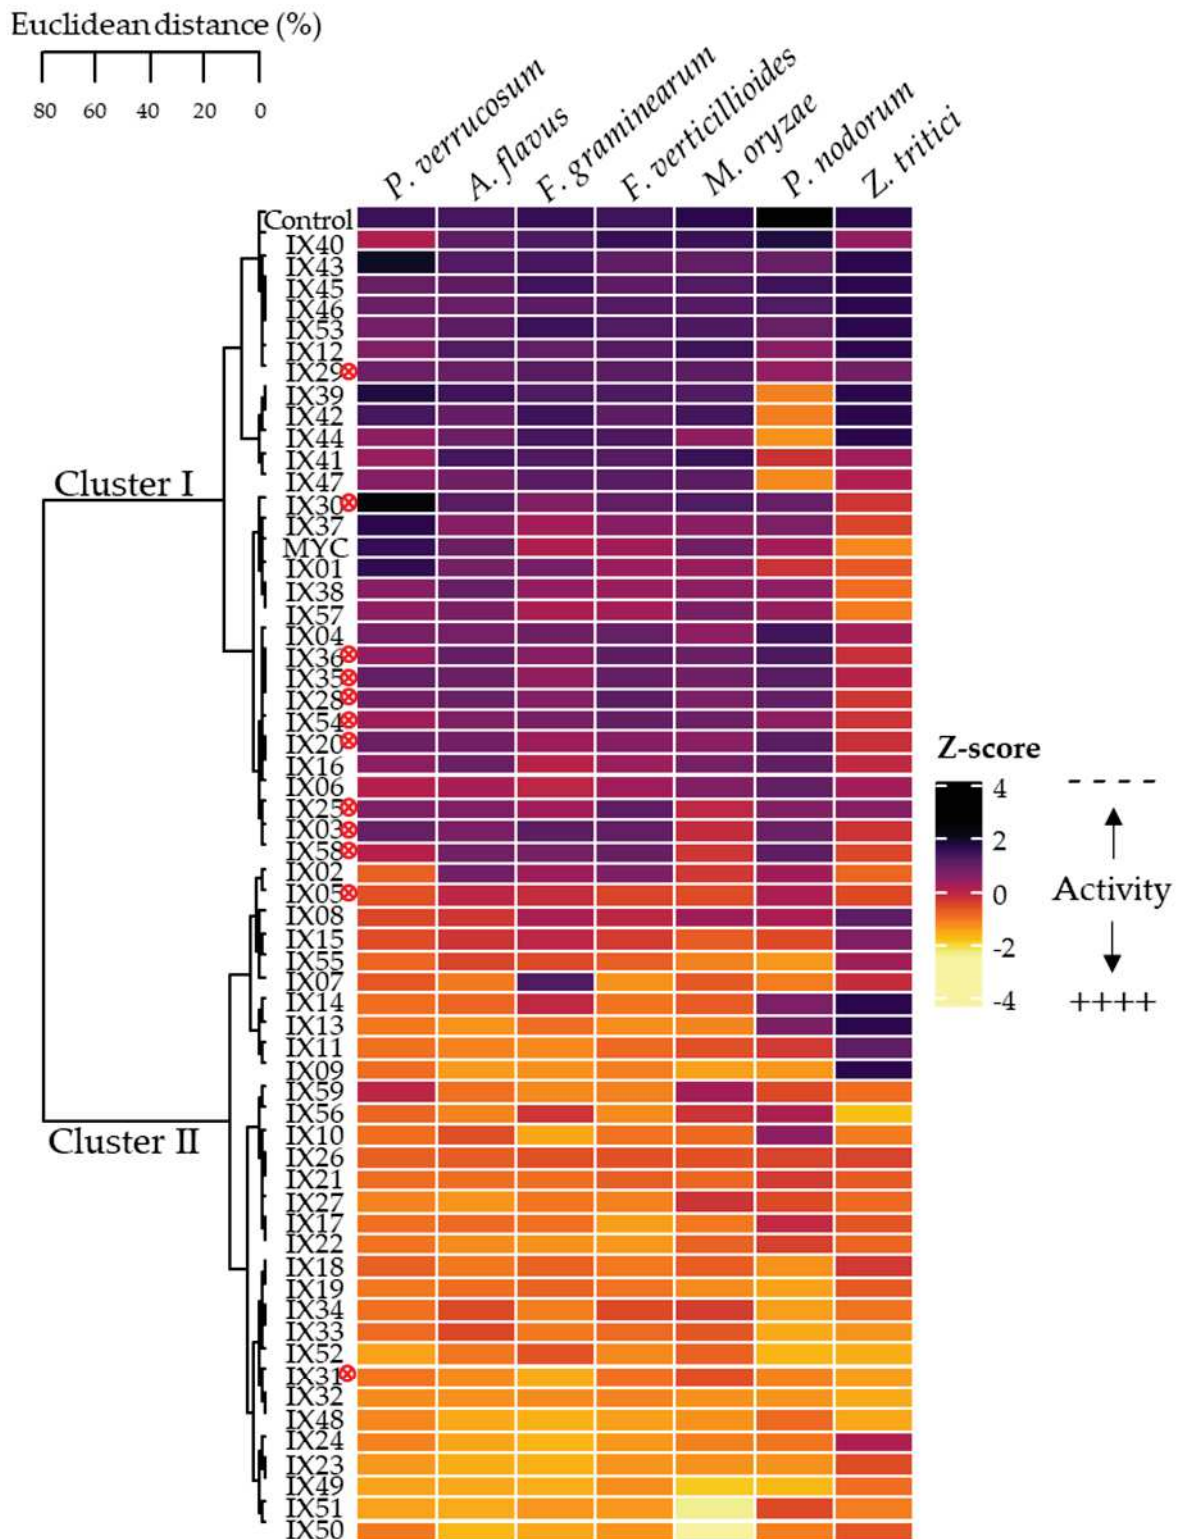 Euclidean distance (%)
80 60 40 20 0
P. verrucosum
A. flavus
F. graminearum
F. verticillioides
M. oryzae
P. nodorum
Z. tritici
Control
IX40
IX43
IX45
IX46
IX53
IX12
IX29
IX39
IX42
IX44
IX41
Cluster I
IX47
IX30
IX37
MYC
IX01
IX38
IX57
IX04
IX36
IX35
IX28
IX54
IX20
IX16
IX06
IX25
IX03
IX58
IX02
IX05
IX08
IX15
IX55
IX07
IX14
IX13
IX11
IX09
IX59
IX56
Cluster II
IX10
IX26
IX21
IX27
IX17
IX22
IX18
IX19
IX34
IX33
IX52
IX31
IX32
IX48
IX24
IX23
IX49
IX51
IX50
Z-score
4
2
0
-2
-4
- - - -
Activity
++++